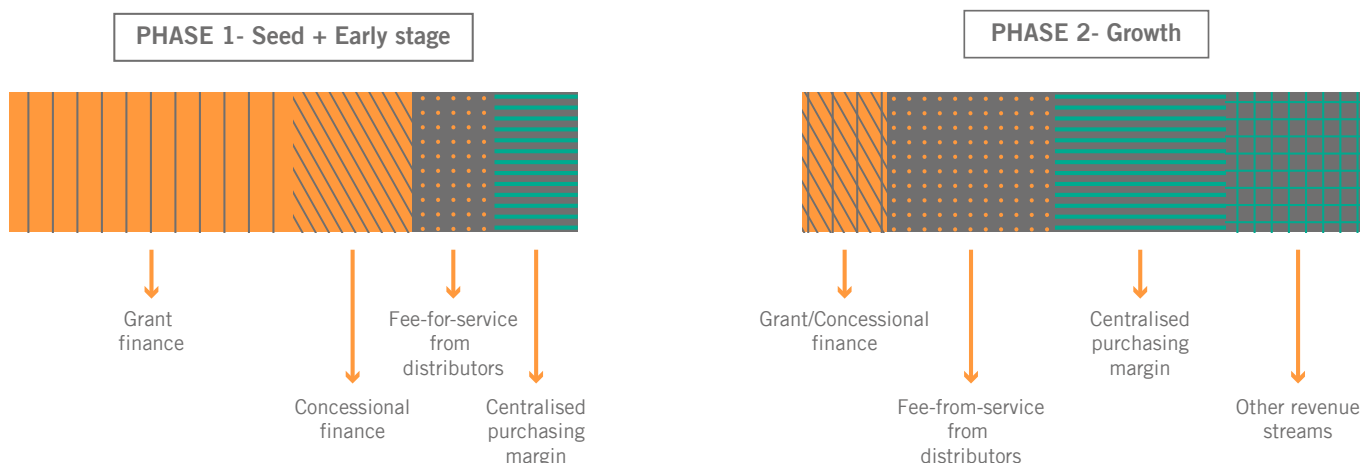 PHASE 1- Seed + Early stage
Grant
finance
Concessional
finance
Fee-for-service
from
distributors
Centralised
purchasing
margin
PHASE 2- Growth
Grant/Concessional
finance
Fee-from-service
from
distributors
Centralised
purchasing
margin
Other revenue
streams